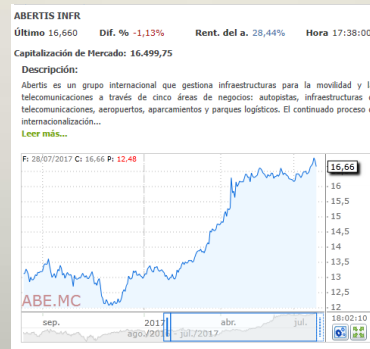 ABERTIS INFR
Último 16,660 Dif. % -1,13% Rent. del a. 28,44% Hora 17:38:00
Capitalización de Mercado: 16.499,75
Descripción:
Abertis es un grupo internacional que gestiona infraestructuras para la movilidad y la
telecomunicaciones a través de cinco áreas de negocios: autopistas, infraestructuras
telecomunicaciones, aeropuertos, aparcamientos y parques logísticos. El continuado proceso
internacionalización...
Leer más...
F: 28/07/2017 C: 16,66 P: 12,48
16,66
16
15,5
15
14,5
14
13,5
13
12,5
12
ABE.MC
sep. 2017 abr. jul.
ago./2016 - jul./2017
18:02:10